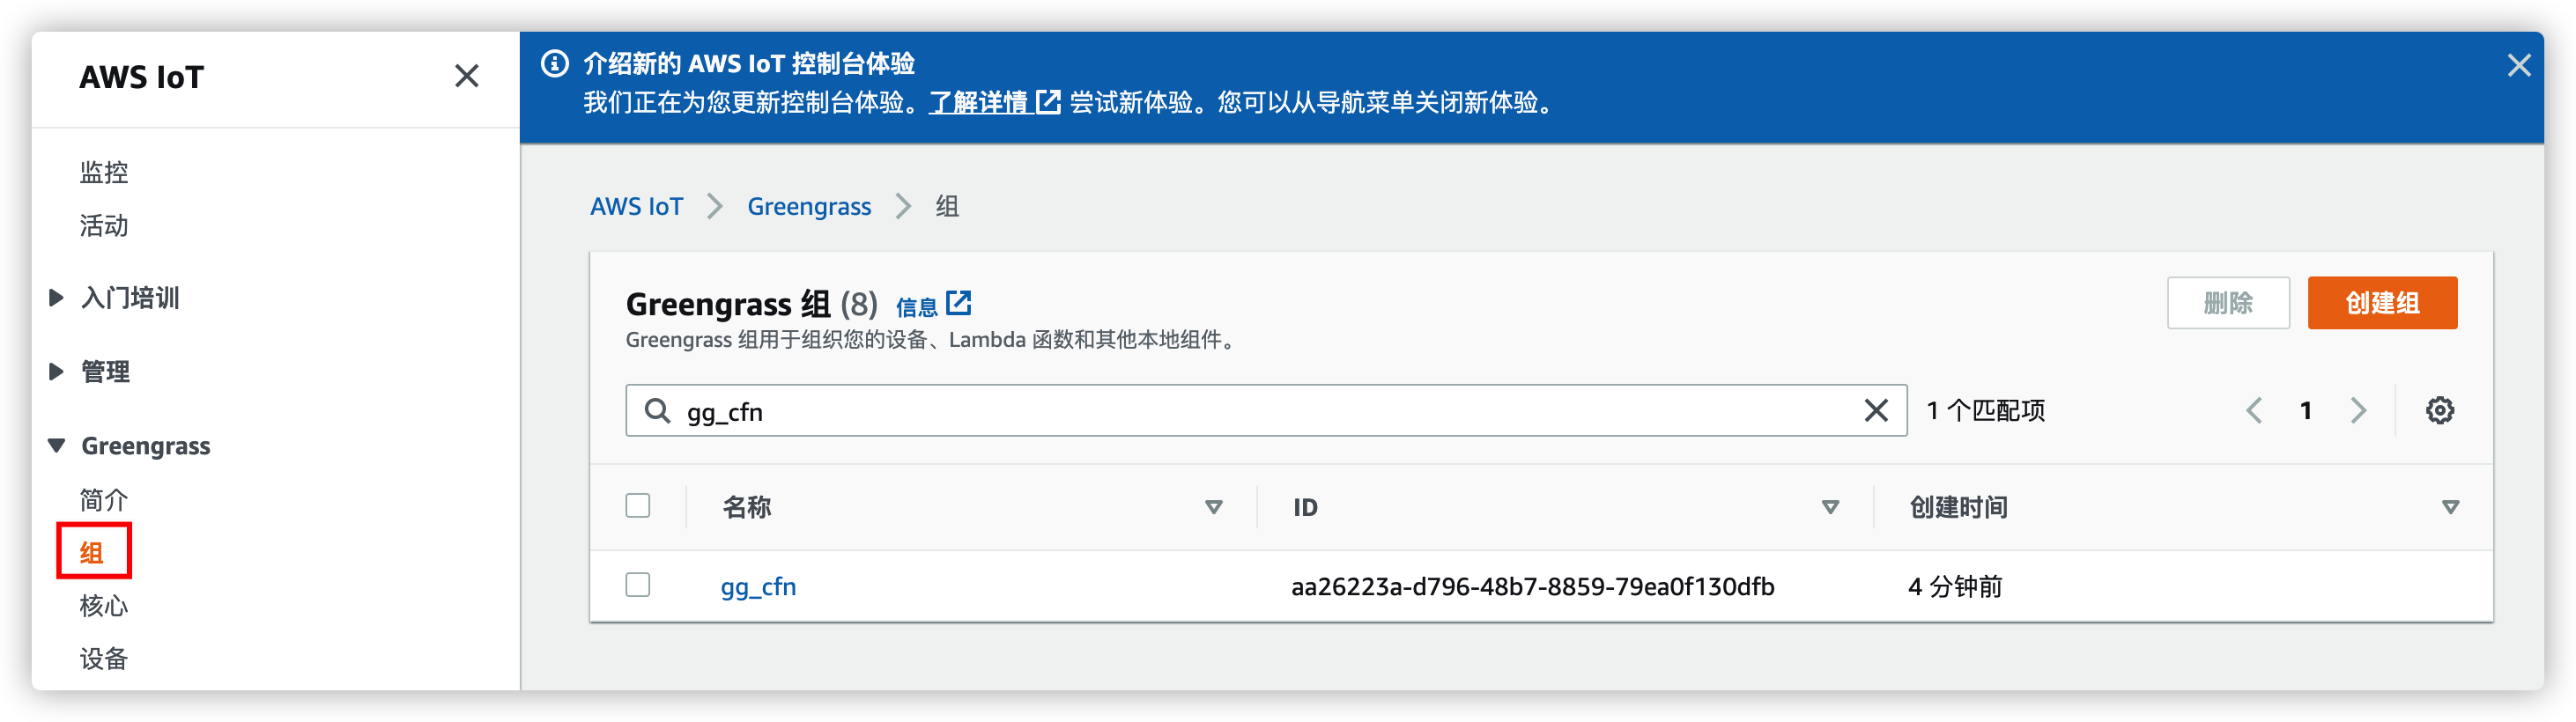 AWS IoT
监控
活动
入门培训
管理
Greengrass
简介
组
核心
设备
介绍新的 AWS IoT 控制台体验
我们正在为您更新控制台体验。了解详情 尝试新体验。您可以从导航菜单关闭新体验。
AWS IoT Greengrass 组
Greengrass 组 (8) 信息
删除 创建组
Greengrass 组用于组织您的设备、Lambda 函数和其他本地组件。
gg_cfn
1 个匹配项
1
名称 ID 创建时间
gg_cfn aa26223a-d796-48b7-8859-79ea0f130dfb 4 分钟前